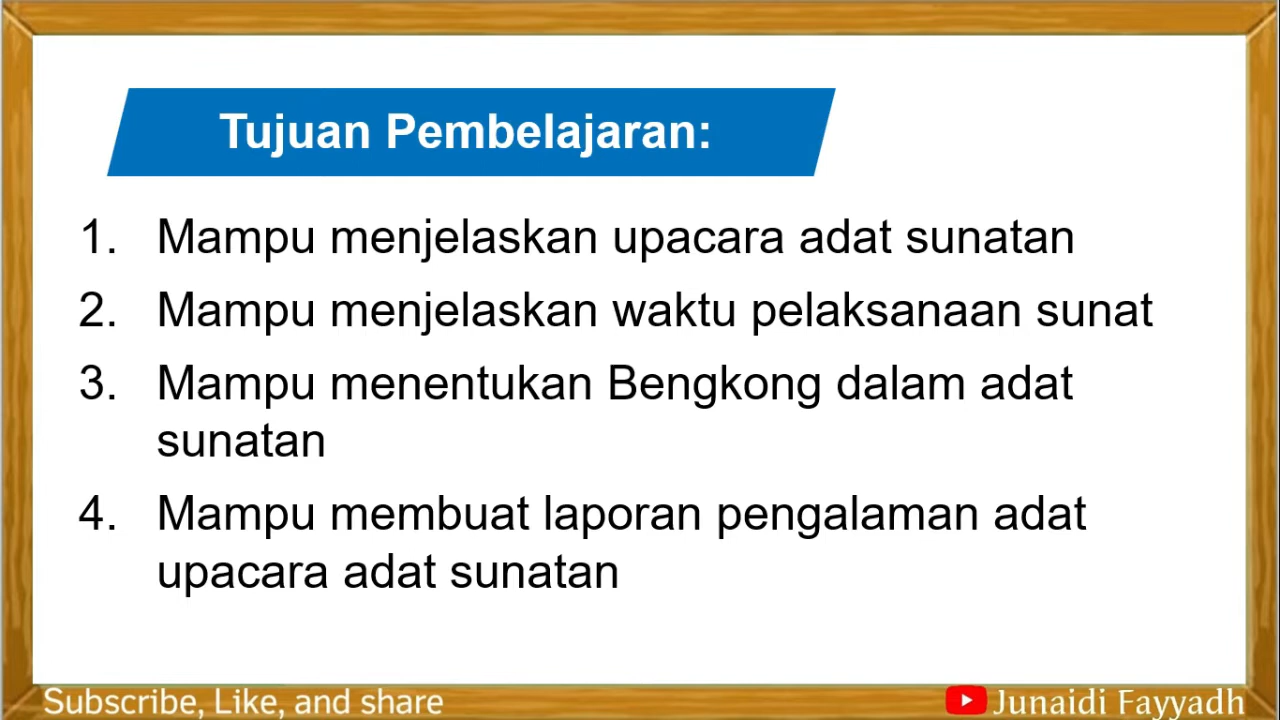 Tujuan Pembelajaran:
1. Mampu menjelaskan upacara adat sunatan
2. Mampu menjelaskan waktu pelaksanaan sunat
3. Mampu menentukan Bengkong dalam adat
sunatan
4. Mampu membuat laporan pengalaman adat
upacara adat sunatan
Subscribe, Like, and share
Junaidi Fayyadh